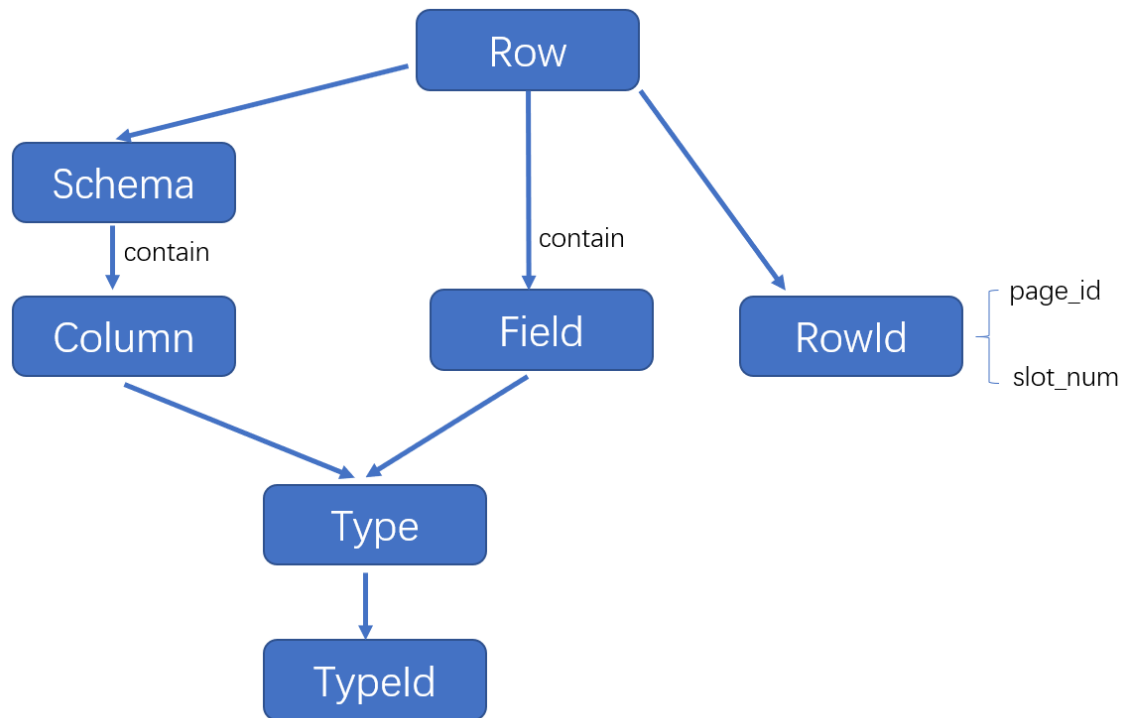 Row
Schema
contain
contain
Column
Field
RowId
page_id
slot_num
Type
TypeId